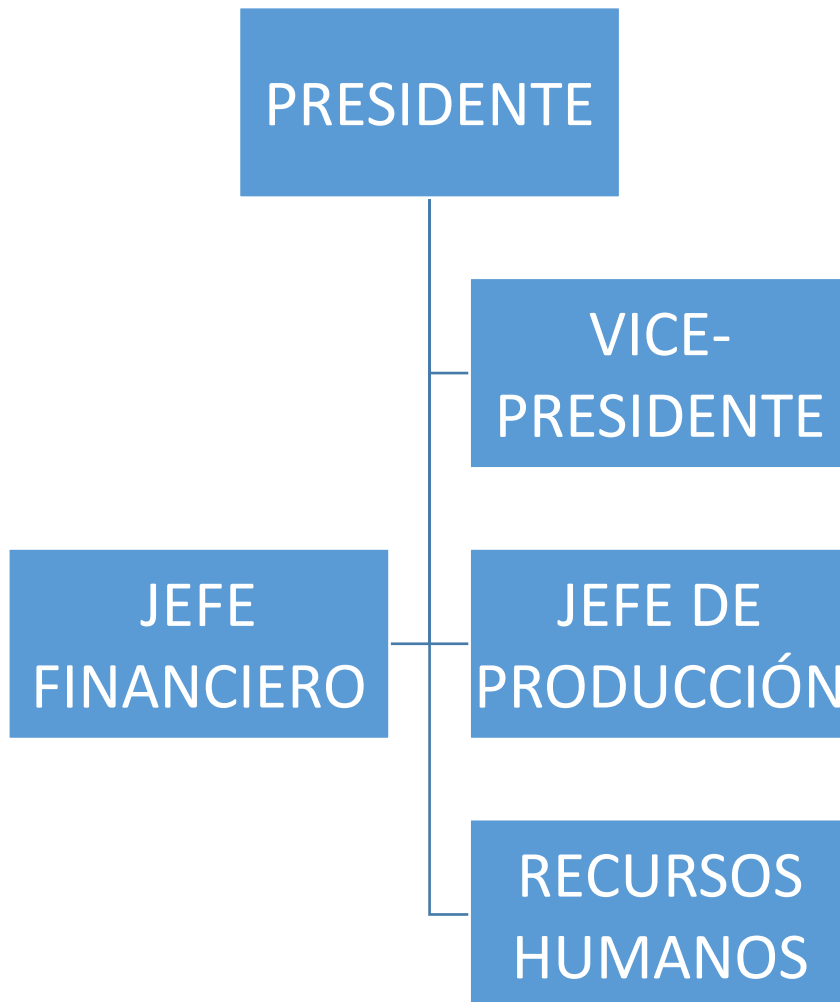 PRESIDENTE
VICE-
PRESIDENTE
JEFE
FINANCIERO
JEFE DE
PRODUCCIÓN
RECURSOS
HUMANOS